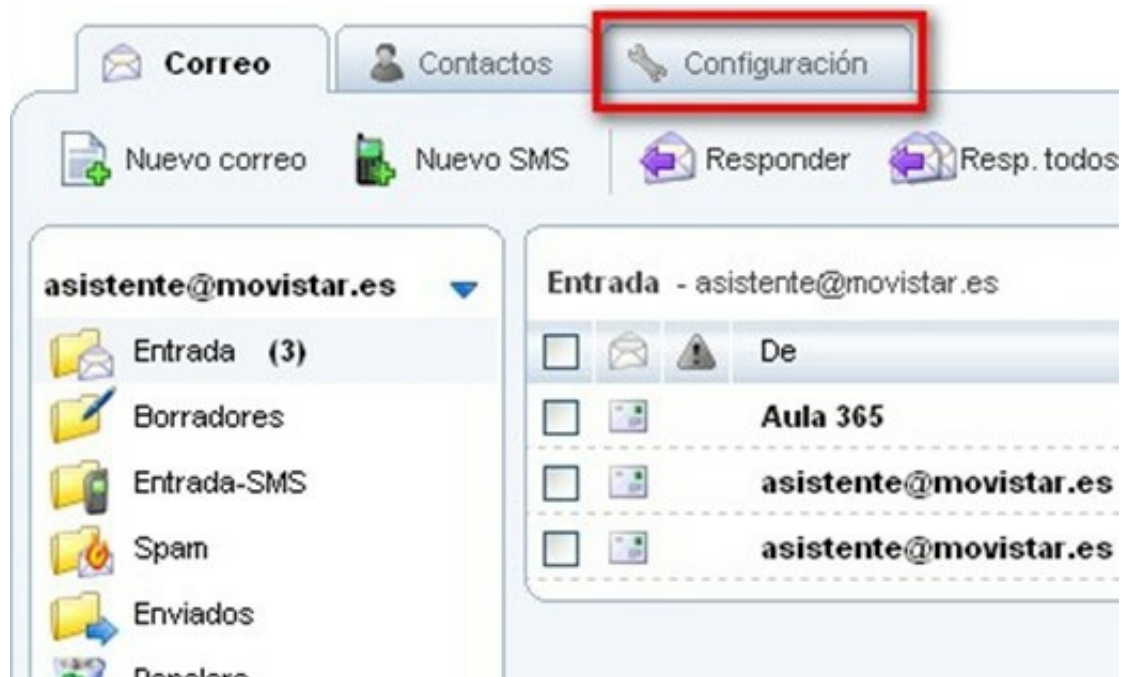 Correo Contactos Configuración
Nuevo correo Nuevo SMS Responder Resp. todos
asistente@movistar.es
Entrada (3)
Borradores
Entrada-SMS
Spam
Enviados
Entrada - asistente@movistar.es
De
Aula 365
asistente@movistar.es
asistente@movistar.es